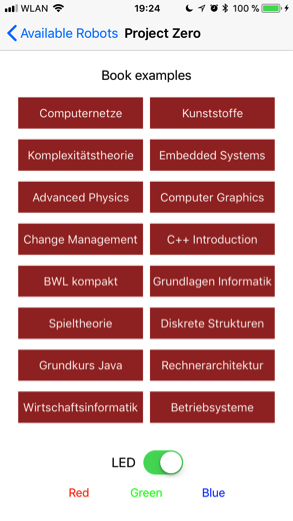 WLAN 19:24 100 %
Available Robots Project Zero
Book examples
Computernetze Kunststoffe
Komplexitätstheorie Embedded Systems
Advanced Physics Computer Graphics
Change Management C++ Introduction
BWL kompakt Grundlagen Informatik
Spieltheorie Diskrete Strukturen
Grundkurs Java Rechnerarchitektur
Wirtschaftsinformatik Betriebsysteme
LED
Red Green Blue